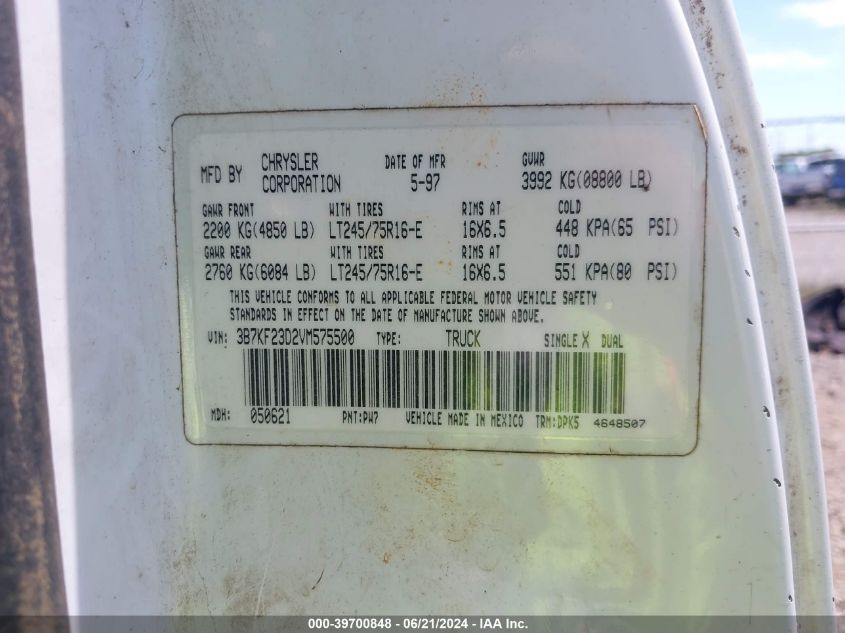 MFD BY CHRYSLER CORPORATION DATE OF MFR 5-97 GVWR 3992 KG(08800 LB)
GAWR FRONT WITH TIRES RIMS AT COLD
2200 KG(4850 LB) LT245/75R16-E 16X6.5 448 KPA(65 PSI)
GAWR REAR WITH TIRES RIMS AT COLD
2760 KG(6084 LB) LT245/75R16-E 16X6.5 551 KPA(80 PSI)
THIS VEHICLE CONFORMS TO ALL APPLICABLE FEDERAL MOTOR VEHICLE SAFETY
STANDARDS IN EFFECT ON THE DATE OF MANUFACTURE SHOWN ABOVE.
VIN: 3B7KF23D2VM575500 TYPE: TRUCK SINGLE X DUAL
MDH: 050621 PNT:PW7 VEHICLE MADE IN MEXICO TRM:DPK5 4648507
000-39700848 - 06/21/2024 - IAA Inc.